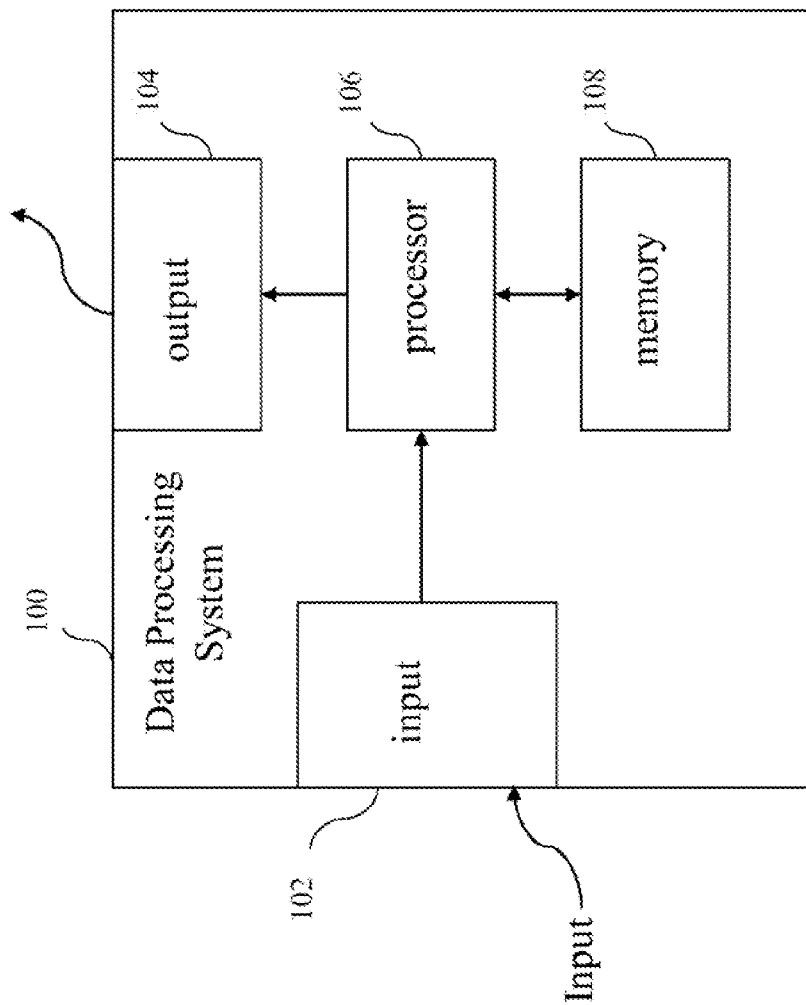 100
Data Processing
System
output
104
processor
106
memory
108
input
102
Input